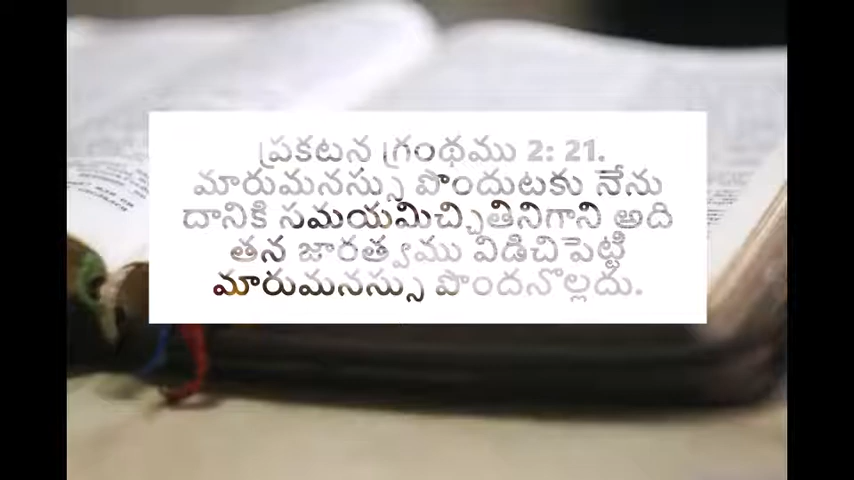 ప్రకటన గ్రంథము 2: 21.
మారుమనస్సు పొందుటకు నేను
దానికి సమయమిచ్చితినిగాని అది
తన జారత్వము విడిచిపెట్టి
మారుమనస్సు పొందనొల్లదు.